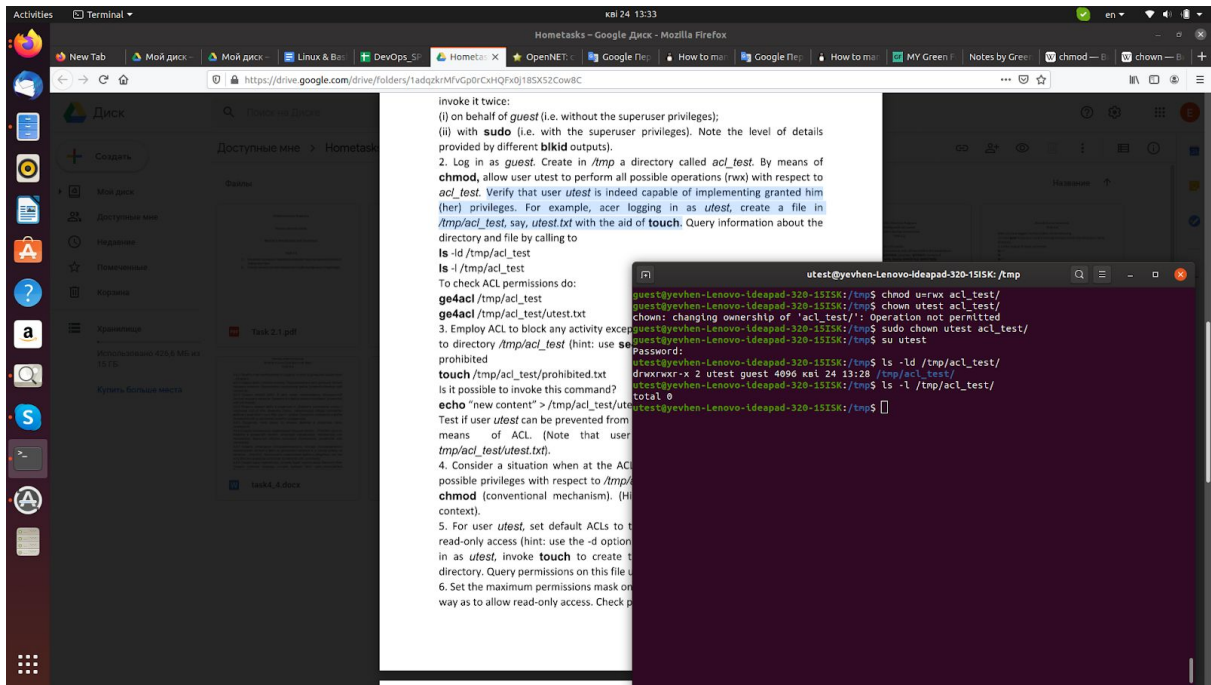 Activities
Terminal
кві 24 13:33
en
Hometasks – Google Диск - Mozilla Firefox
New Tab
Мой диск –
Мой диск –
Linux & Bas
DevOps_SP
Hometas
OpenNET: с
Google Пер
How to ma
Google Пер
How to ma
MY Green F
Notes by Green
chmod — В
chown — В
https://drive.google.com/drive/folders/1adqzkrMfvGp0rCxHQFx0j18SX52Cow8C
Диск
Поиск на Диске
Создать
Доступные мне > Hometask
Файлы
Название
Мой диск
Доступные мне
Недавние
Помеченные
Корзина
Хранилище
Купить больше места
Task 2.1.pdf
task6_6.docx
invoke it twice:
(i) on behalf of guest (i.e. without the superuser privileges);
(ii) with sudo (i.e. with the superuser privileges). Note the level of details
provided by different blkid outputs).
2. Log in as guest. Create in /tmp a directory called acl_test. By means of
chmod, allow user utest to perform all possible operations (rwx) with respect to
acl_test. Verify that user utest is indeed capable of implementing granted him
(her) privileges. For example, acer logging in as utest, create a file in
/tmp/acl_test, say, utest.txt with the aid of touch. Query information about the
directory and file by calling to
ls -ld /tmp/acl_test
ls -l /tmp/acl_test
To check ACL permissions do:
ge4acl /tmp/acl_test
ge4acl /tmp/acl_test/utest.txt
3. Employ ACL to block any activity excep
to directory /tmp/acl_test (hint: use se
prohibited
touch /tmp/acl_test/prohibited.txt
Is it possible to invoke this command?
echo “new content” > /tmp/acl_test/ute
Test if user utest can be prevented from
means of ACL. (Note that user
tmp/acl_test/utest.txt).
4. Consider a situation when at the ACL
possible privileges with respect to /tmp/a
chmod (conventional mechanism). (Hi
context).
5. For user utest, set default ACLs to t
read-only access (hint: use the -d option
in as utest, invoke touch to create t
directory. Query permissions on this file u
6. Set the maximum permissions mask on
way as to allow read-only access. Check p
utest@yevhen-Lenovo-ideapad-320-15ISK: /tmp
guest@yevhen-Lenovo-ideapad-320-15ISK:/tmp$ chmod u=rwx acl_test/
guest@yevhen-Lenovo-ideapad-320-15ISK:/tmp$ chown utest acl_test/
chown: changing ownership of 'acl_test/': Operation not permitted
guest@yevhen-Lenovo-ideapad-320-15ISK:/tmp$ sudo chown utest acl_test/
guest@yevhen-Lenovo-ideapad-320-15ISK:/tmp$ su utest
Password:
utest@yevhen-Lenovo-ideapad-320-15ISK:/tmp$ ls -ld /tmp/acl_test/
drwxrwxr-x 2 utest guest 4096 кві 24 13:28 /tmp/acl_test/
utest@yevhen-Lenovo-ideapad-320-15ISK:/tmp$ ls -l /tmp/acl_test/
total 0
utest@yevhen-Lenovo-ideapad-320-15ISK:/tmp$